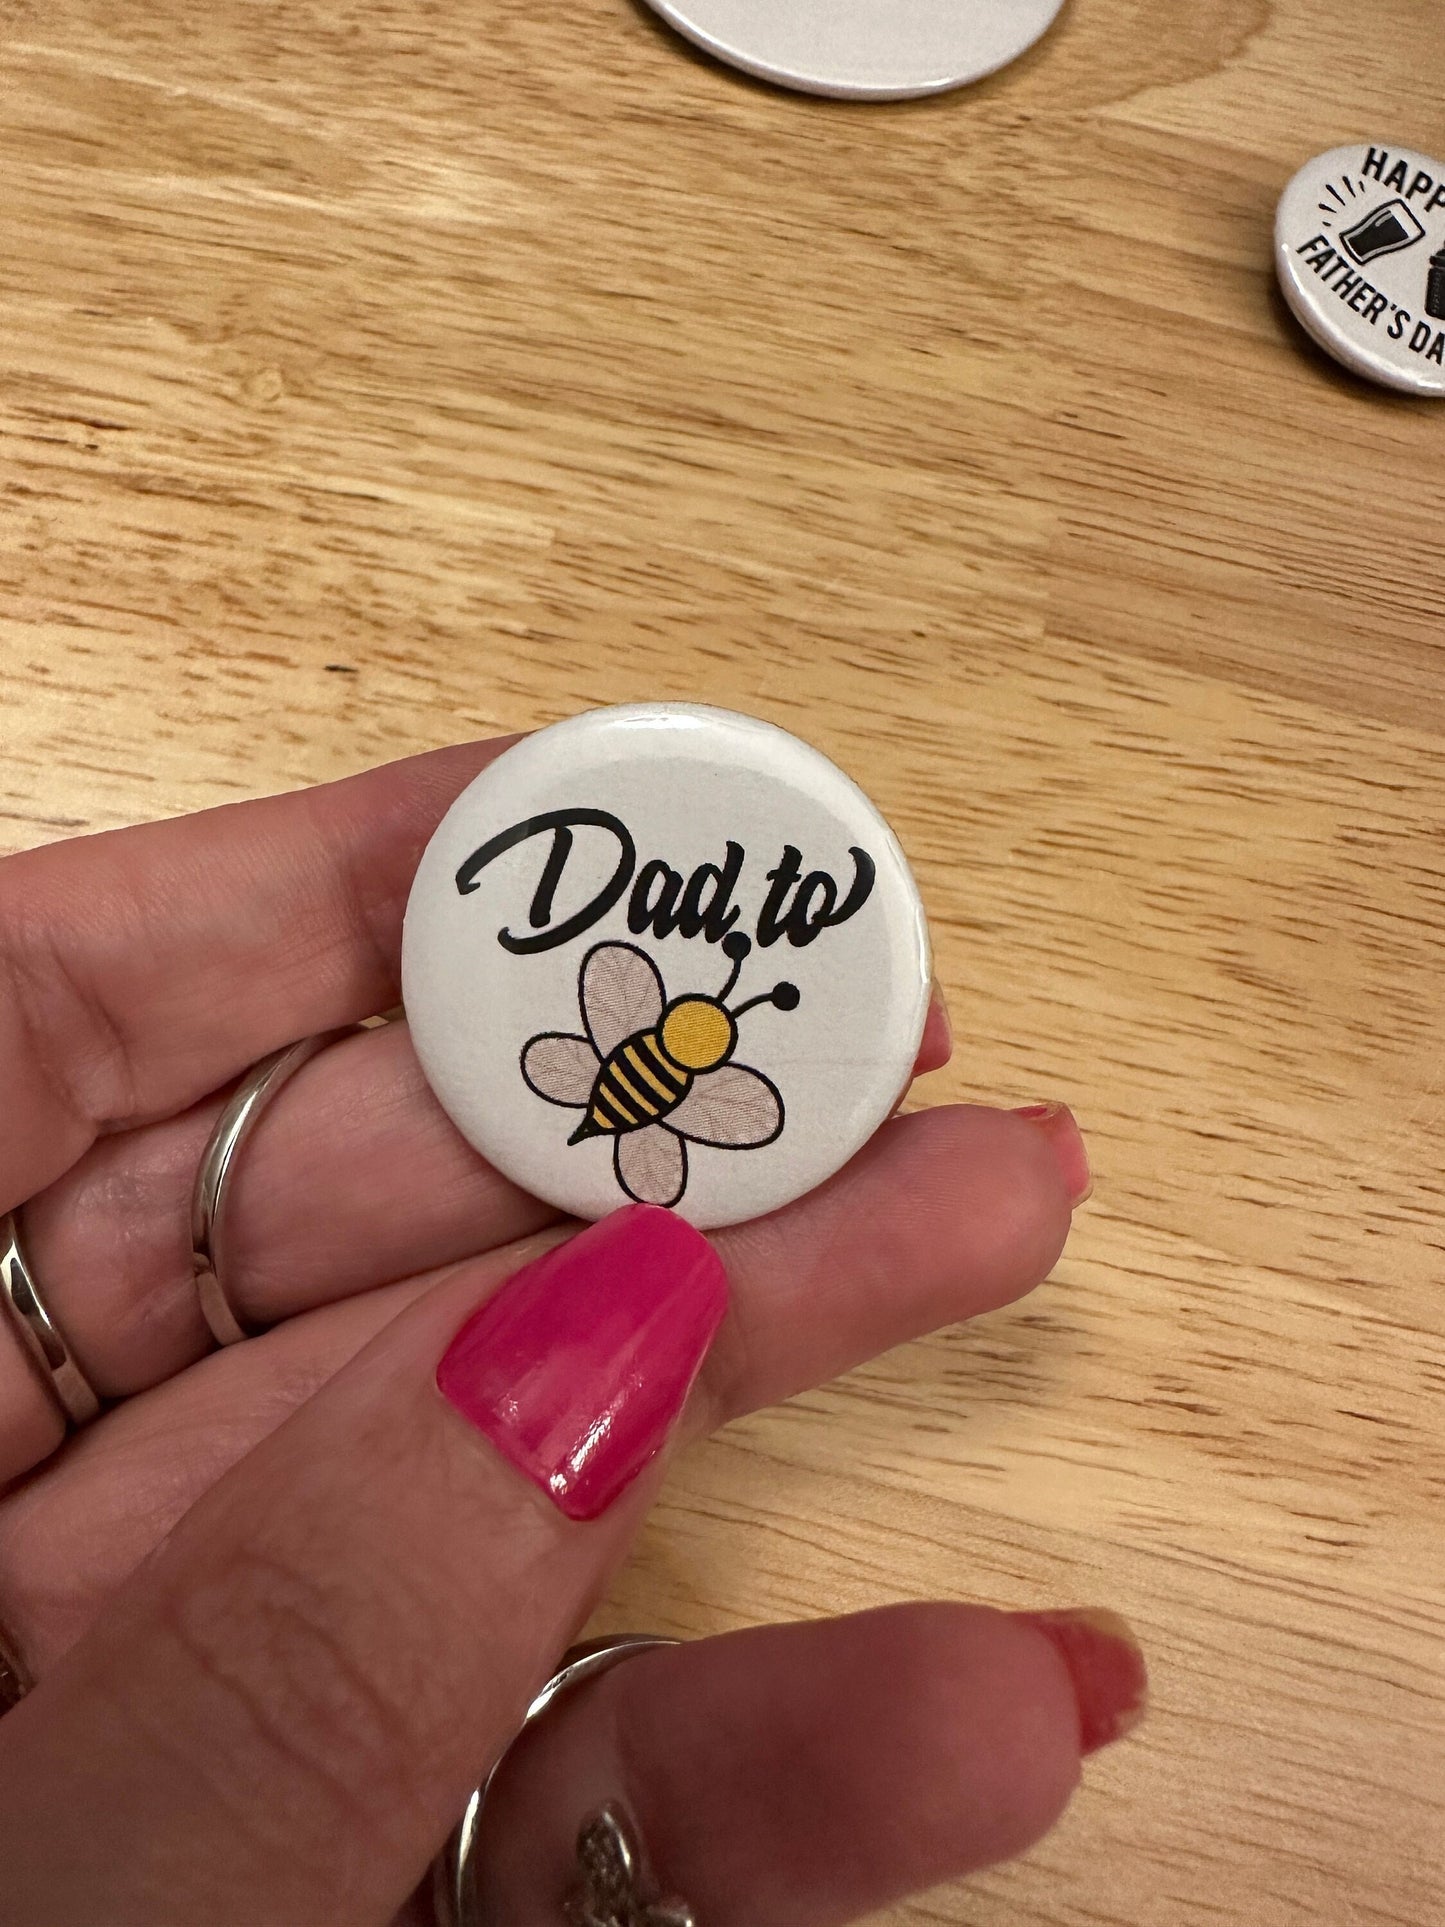 HAPP
FATHER'S DA
Dad to